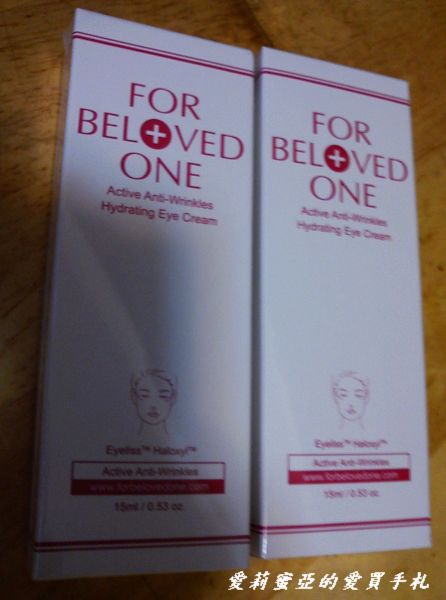 FOR
BELOVED
ONE
Active Anti-Wrinkles
Hydrating Eye Cream
Eyeliss™ Haloxyl™
Active Anti-Wrinkles
www.forbelovedone.com
15ml / 0.53 oz.
FOR
BELOVED
ONE
Active Anti-Wrinkles
Hydrating Eye Cream
Eyeliss™ Haloxyl™
Active Anti-Wrinkles
www.forbelovedone.com
15ml / 0.53 oz.
愛莉蜜亞的愛買手札